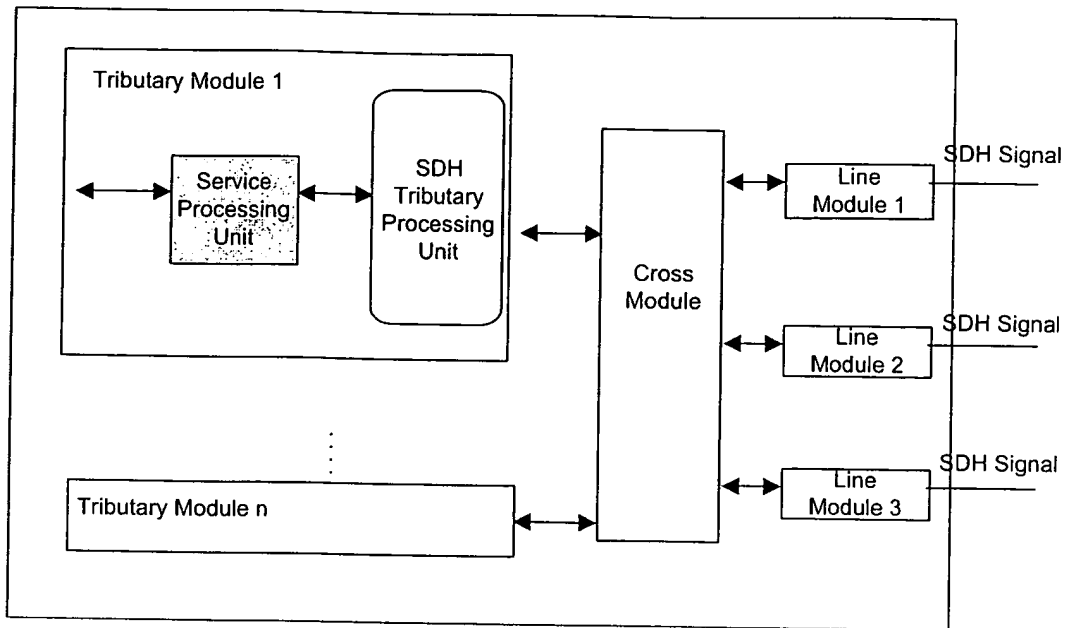 Tributary Module 1
Service
Processing
Unit
SDH
Tributary
Processing
Unit
Cross
Module
Line
Module 1
SDH Signal
Line
Module 2
SDH Signal
Line
Module 3
SDH Signal
Tributary Module n